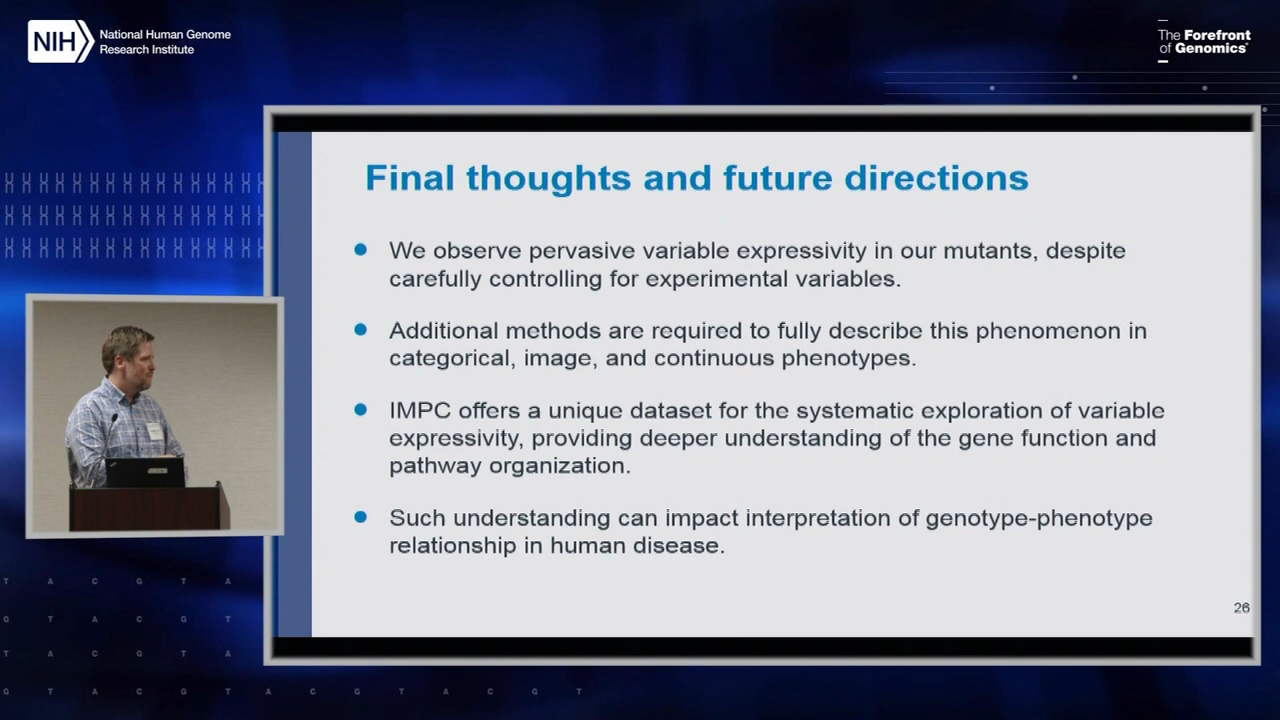 NIH
National Human Genome
Research Institute
The Forefront
of Genomics®
Final thoughts and future directions
We observe pervasive variable expressivity in our mutants, despite
carefully controlling for experimental variables.
Additional methods are required to fully describe this phenomenon in
categorical, image, and continuous phenotypes.
IMPC offers a unique dataset for the systematic exploration of variable
expressivity, providing deeper understanding of the gene function and
pathway organization.
Such understanding can impact interpretation of genotype-phenotype
relationship in human disease.
26
T A C G T A
G T A C G T
T A C G T A
G T A C G T A C G T A C G T